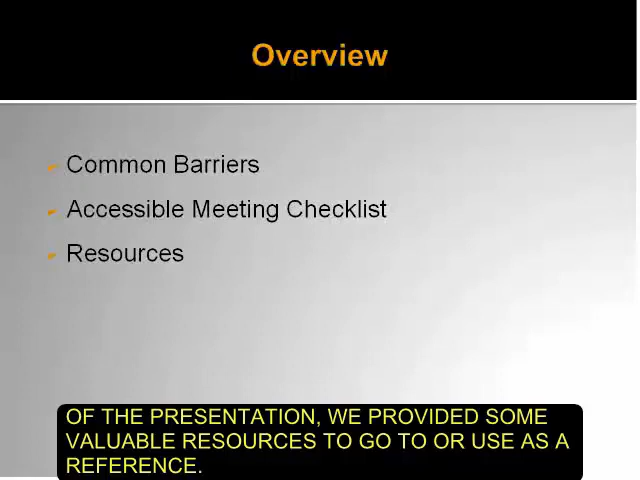 Overview
Common Barriers
Accessible Meeting Checklist
Resources
OF THE PRESENTATION, WE PROVIDED SOME
VALUABLE RESOURCES TO GO TO OR USE AS A
REFERENCE.